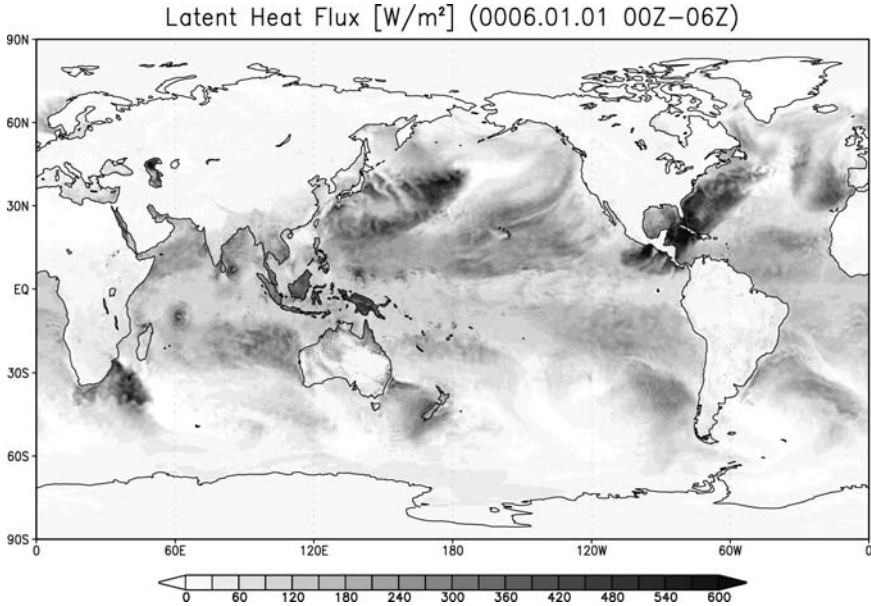 Latent Heat Flux [W/m²] (0006.01.01 00Z−06Z)
90N
60N
30N
EQ
30S
60S
90S
0 60E 120E 180 120W 60W 0
0 60 120 180 240 300 360 420 480 540 600